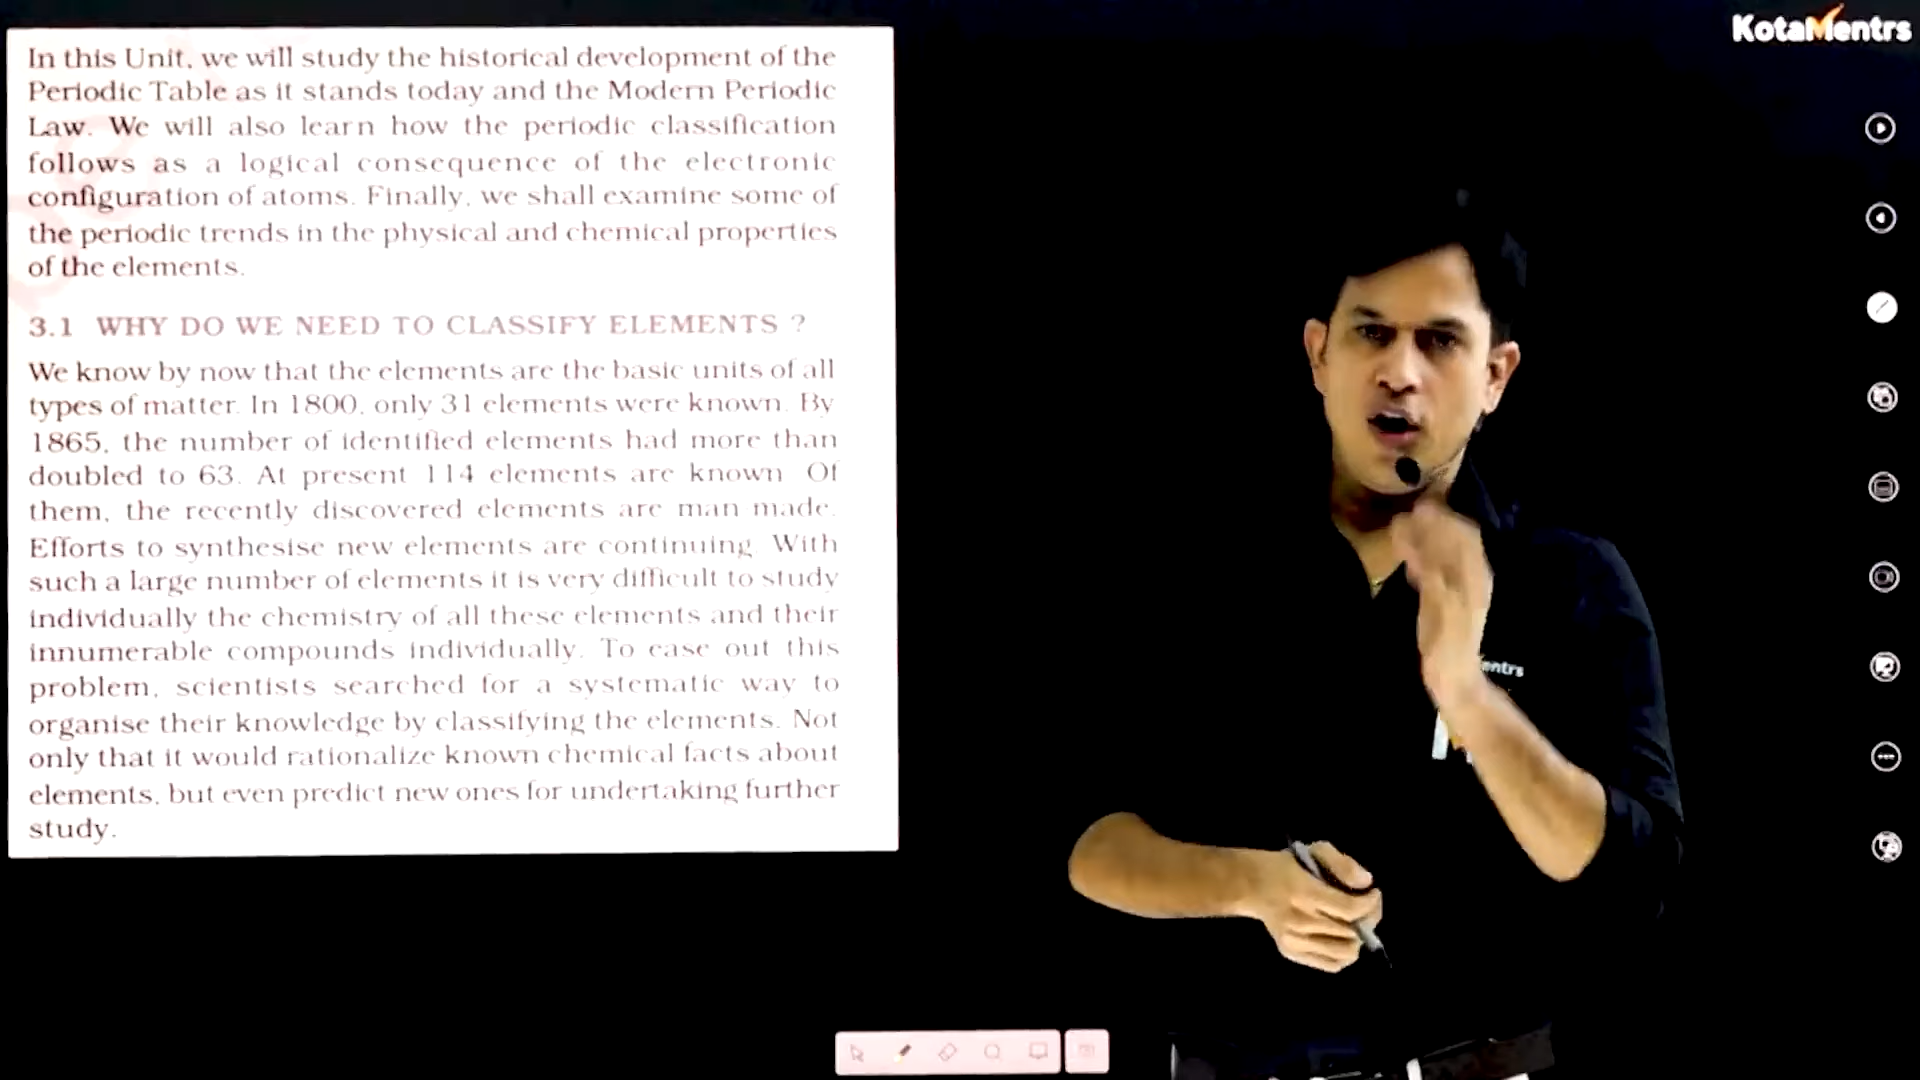 In this Unit, we will study the historical development of the
Periodic Table as it stands today and the Modern Periodic
Law. We will also learn how the periodic classification
follows as a logical consequence of the electronic
configuration of atoms. Finally, we shall examine some of
the periodic trends in the physical and chemical properties
of the elements.
3.1 WHY DO WE NEED TO CLASSIFY ELEMENTS ?
We know by now that the elements are the basic units of all
types of matter. In 1800, only 31 elements were known. By
1865, the number of identified elements had more than
doubled to 63. At present 114 elements are known. Of
them, the recently discovered elements are man made.
Efforts to synthesise new elements are continuing. With
such a large number of elements it is very difficult to study
individually the chemistry of all these elements and their
innumerable compounds individually. To ease out this
problem, scientists searched for a systematic way to
organise their knowledge by classifying the elements. Not
only that it would rationalize known chemical facts about
elements, but even predict new ones for undertaking further
study.
KotaMentrs
entrs